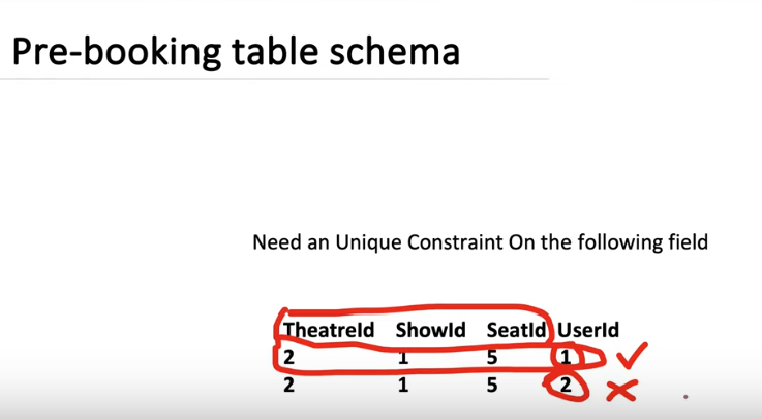 Pre-booking table schema
Need an Unique Constraint On the following field
TheatreId ShowId SeatId UserId
2 1 5 1
2 1 5 2